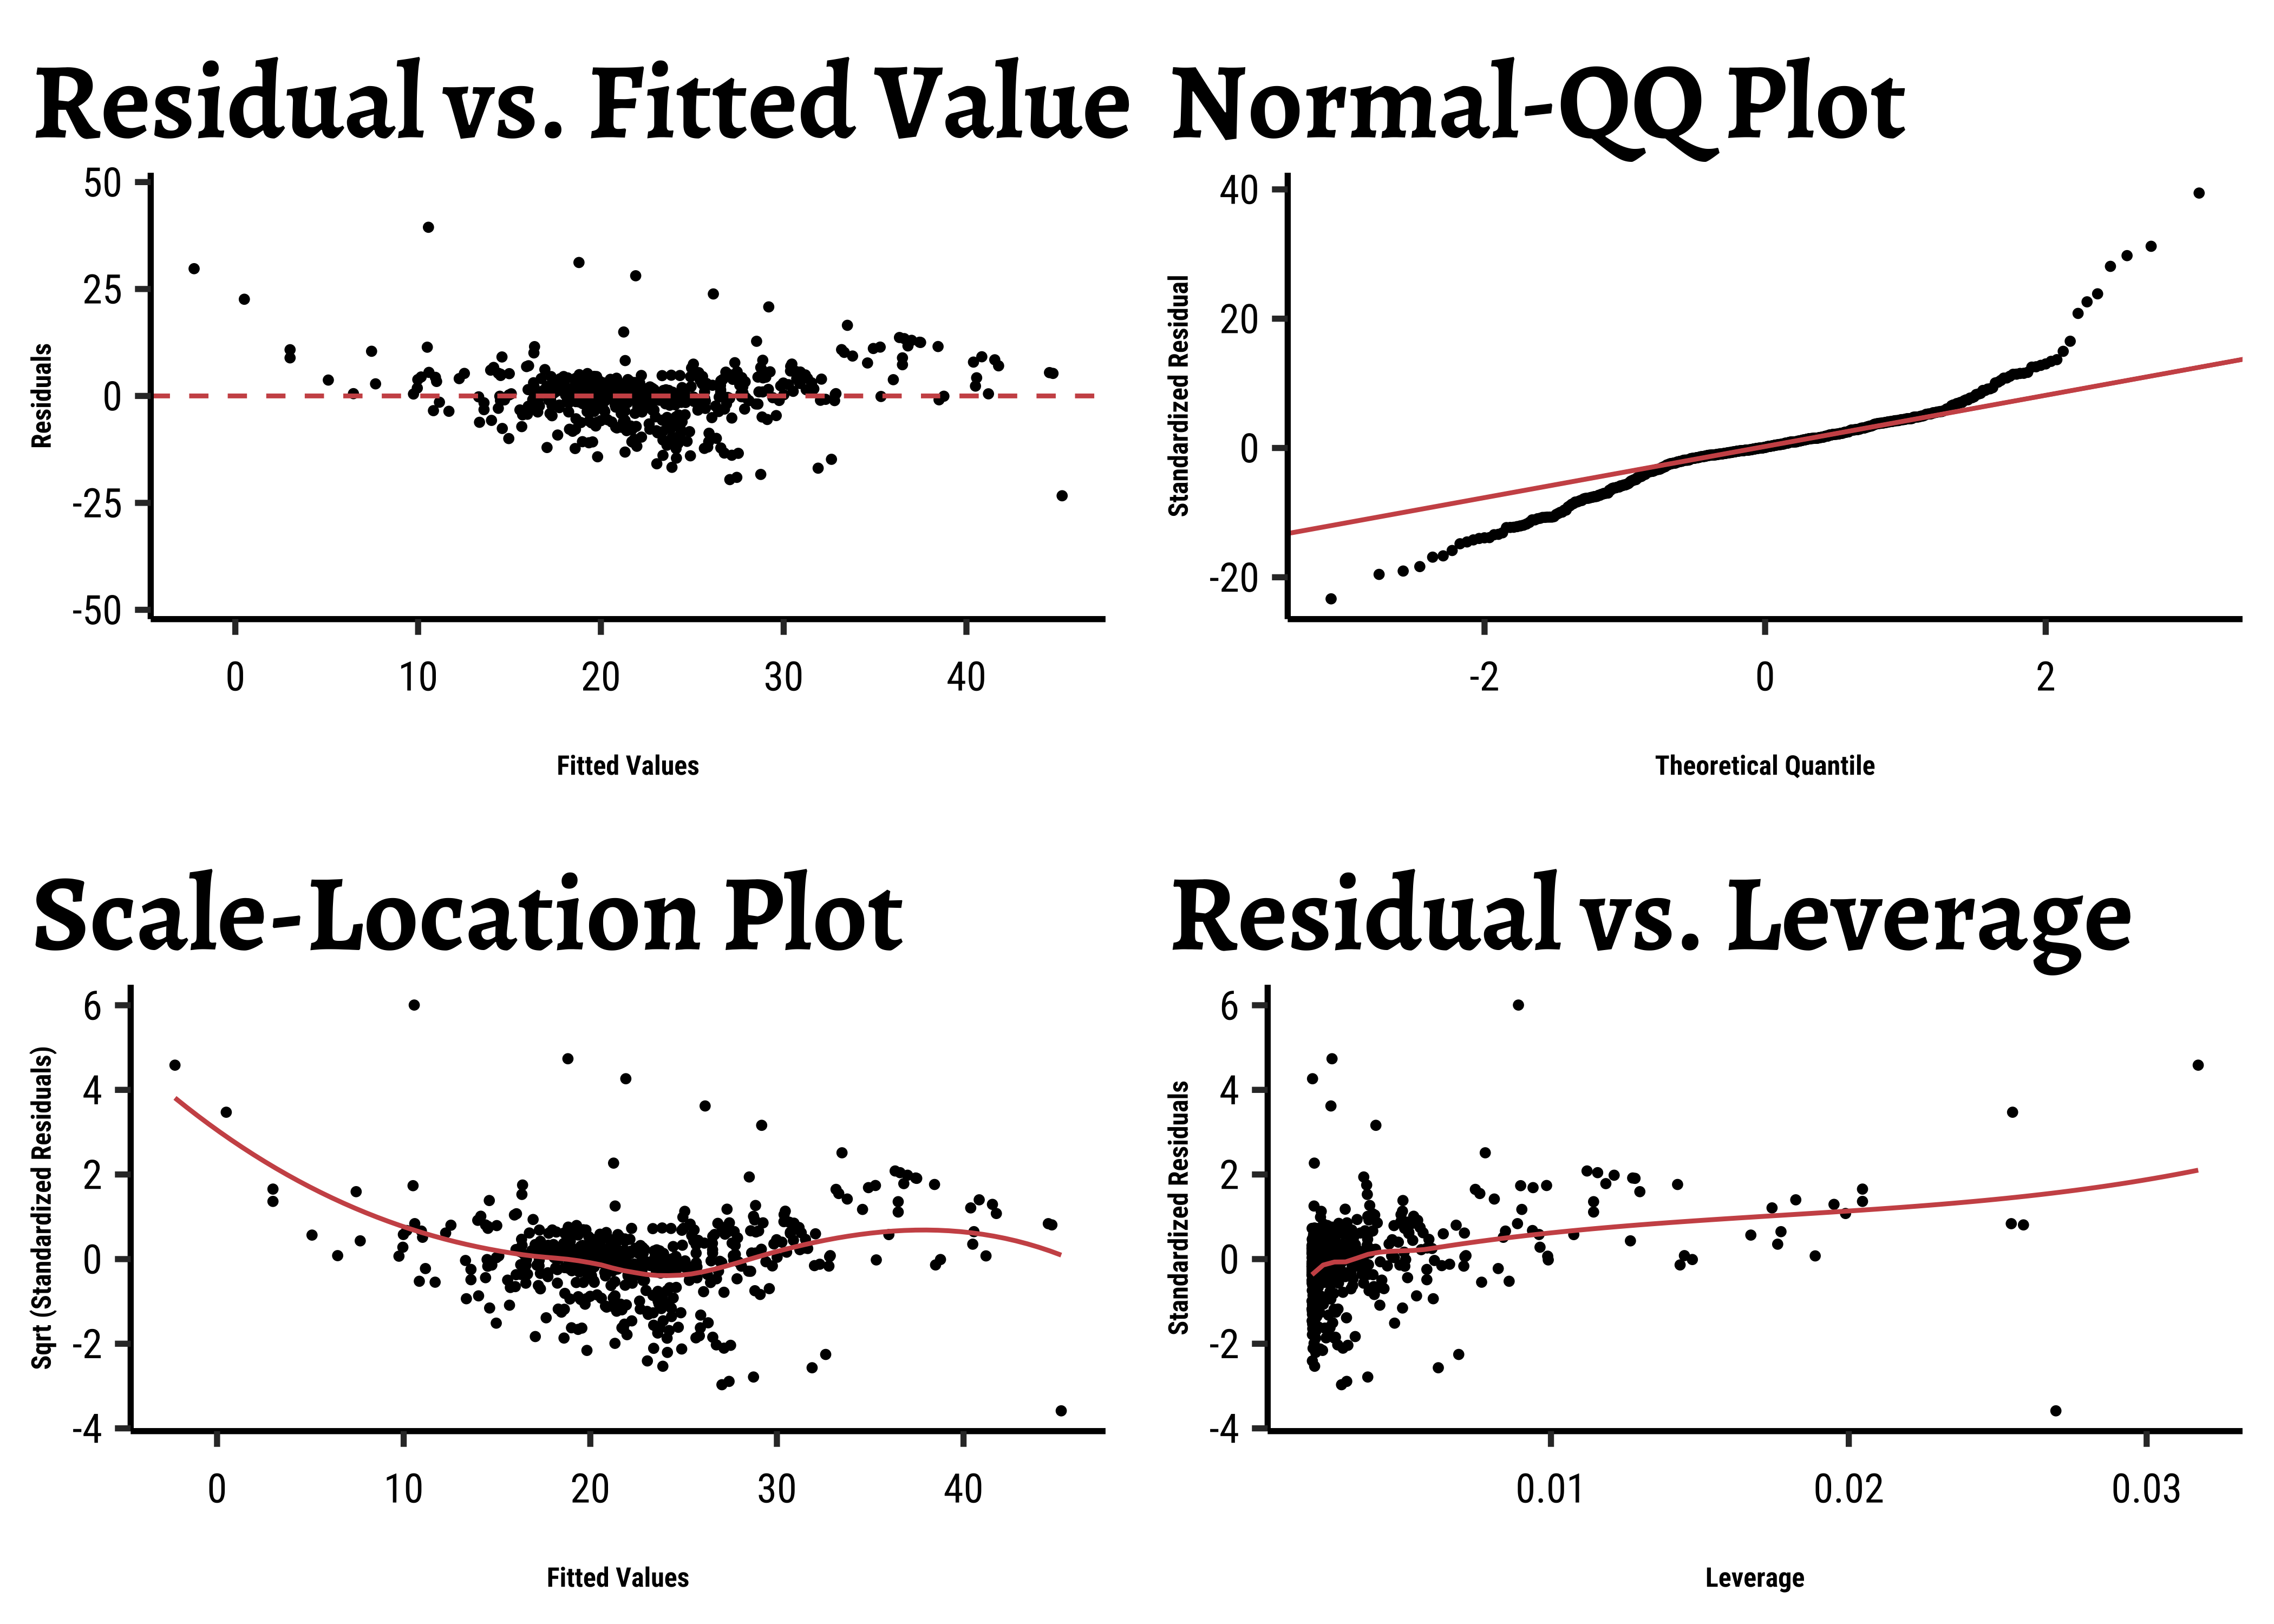 Residual vs. Fitted Value
50
25
0
-25
-50
Residuals
0 10 20 30 40
Fitted Values
Normal-QQ Plot
40
20
0
-20
Standardized Residual
-2 0 2
Theoretical Quantile
Scale-Location Plot
6
4
2
0
-2
-4
Sqrt (Standardized Residuals)
0 10 20 30 40
Fitted Values
Residual vs. Leverage
6
4
2
0
-2
-4
Standardized Residuals
0.01 0.02 0.03
Leverage